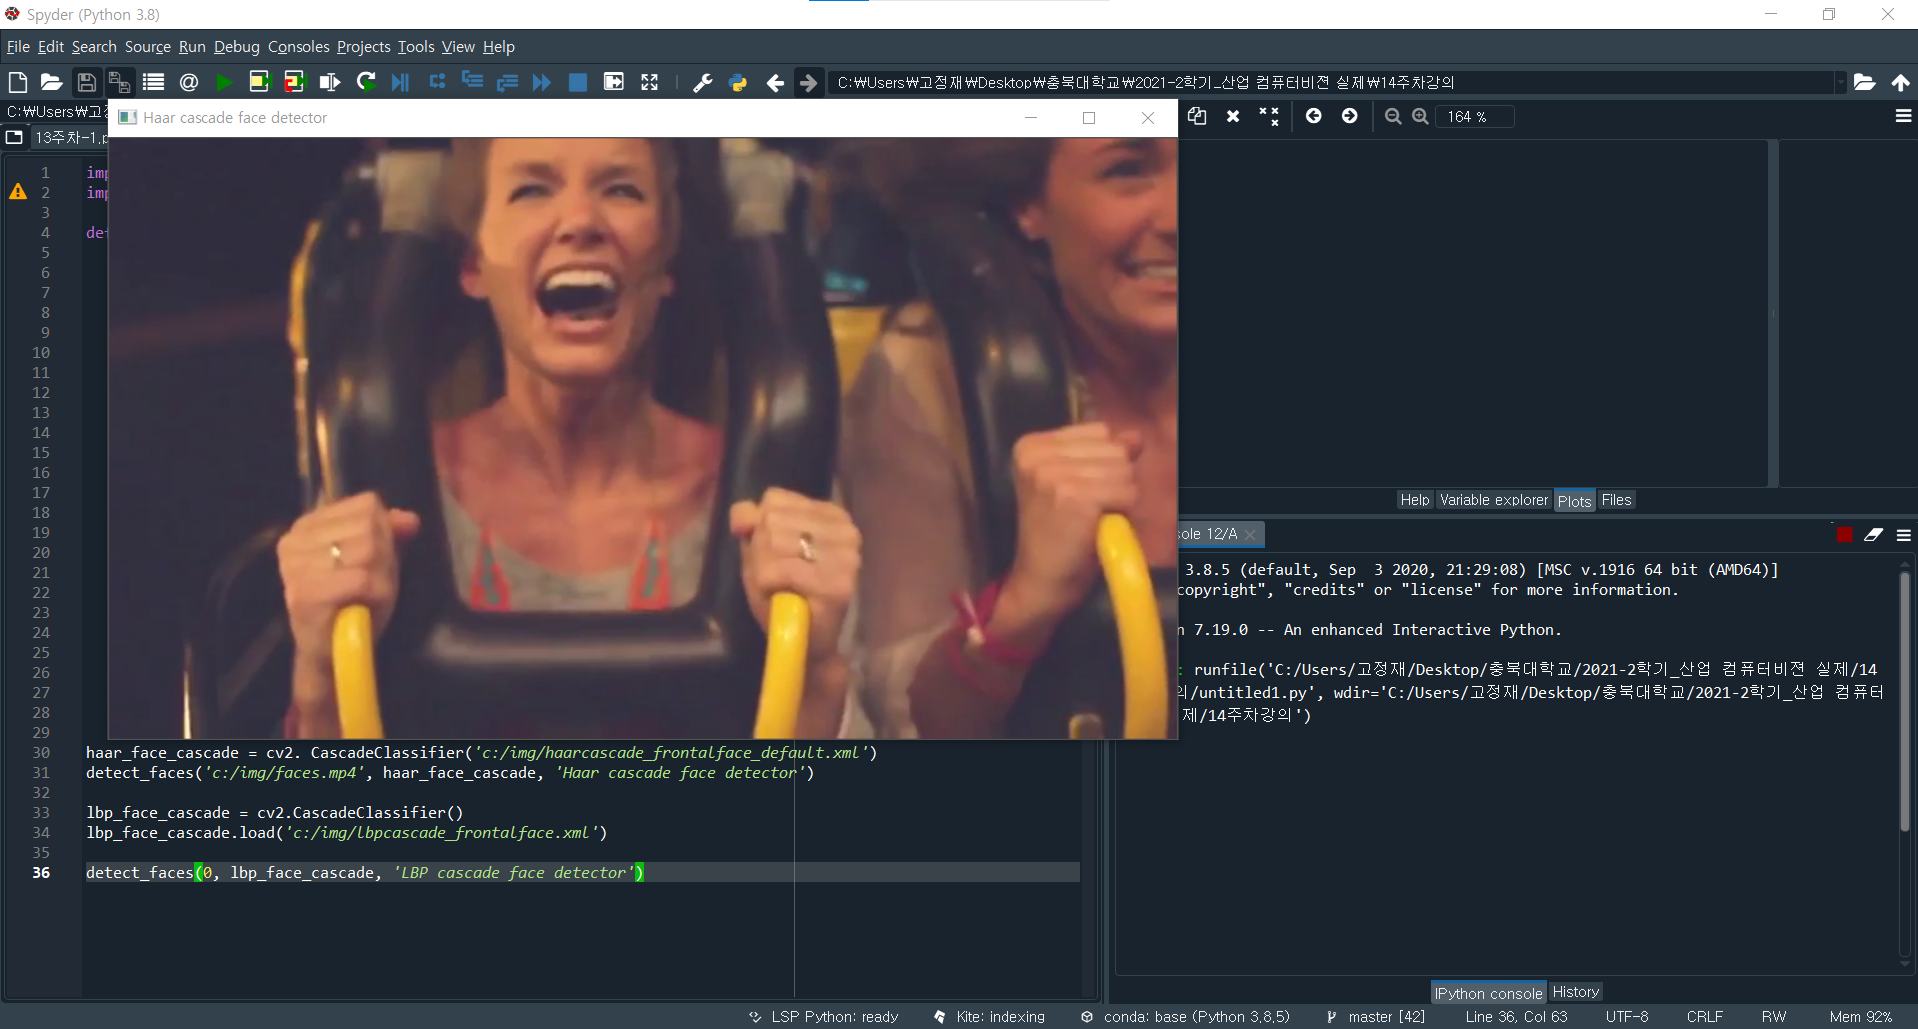 Spyder (Python 3.8)
File Edit Search Source Run Debug Consoles Projects Tools View Help
C:₩Users₩고정재₩Desktop₩충북대학교₩2021-2학기_산업 컴퓨터비젼 실제₩14주차강의
C:₩Users₩고정
Haar cascade face detector
164 %
13주차-1.p
1 imp
2 imp
3
4 def
5
6
7
8
9
10
11
12
13
14
15
16
17
18
19
20
21
22
23
24
25
26
27
28
29
30 haar_face_cascade = cv2. CascadeClassifier('c:/img/haarcascade_frontalface_default.xml')
31 detect_faces('c:/img/faces.mp4', haar_face_cascade, 'Haar cascade face detector')
32
33 lbp_face_cascade = cv2.CascadeClassifier()
34 lbp_face_cascade.load('c:/img/lbpcascade_frontalface.xml')
35
36 detect_faces(0, lbp_face_cascade, 'LBP cascade face detector')
Help Variable explorer Plots Files
sole 12/A
3.8.5 (default, Sep 3 2020, 21:29:08) [MSC v.1916 64 bit (AMD64)]
copyright", "credits" or "license" for more information.
n 7.19.0 -- An enhanced Interactive Python.
: runfile('C:/Users/고정재/Desktop/충북대학교/2021-2학기_산업 컴퓨터비젼 실제/14
의/untitled1.py', wdir='C:/Users/고정재/Desktop/충북대학교/2021-2학기_산업 컴퓨터
제/14주차강의')
IPython console History
LSP Python: ready Kite: indexing conda: base (Python 3.8.5) master [42] Line 36, Col 63 UTF-8 CRLF RW Mem 92%